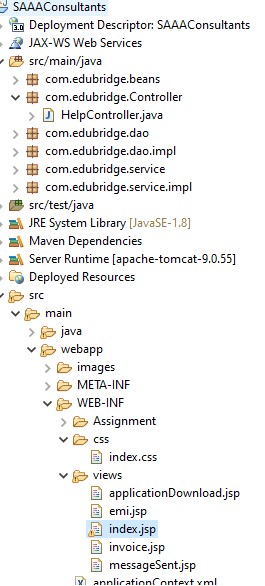 SAAAConsultants
Deployment Descriptor: SAAAConsultants
JAX-WS Web Services
src/main/java
com.edubridge.beans
com.edubridge.Controller
HelpController.java
com.edubridge.dao
com.edubridge.dao.impl
com.edubridge.service
com.edubridge.service.impl
src/test/java
JRE System Library [JavaSE-1.8]
Maven Dependencies
Server Runtime [apache-tomcat-9.0.55]
Deployed Resources
src
main
java
webapp
images
META-INF
WEB-INF
Assignment
css
index.css
views
applicationDownload.jsp
emi.jsp
index.jsp
invoice.jsp
messageSent.jsp
applicationContext.xml